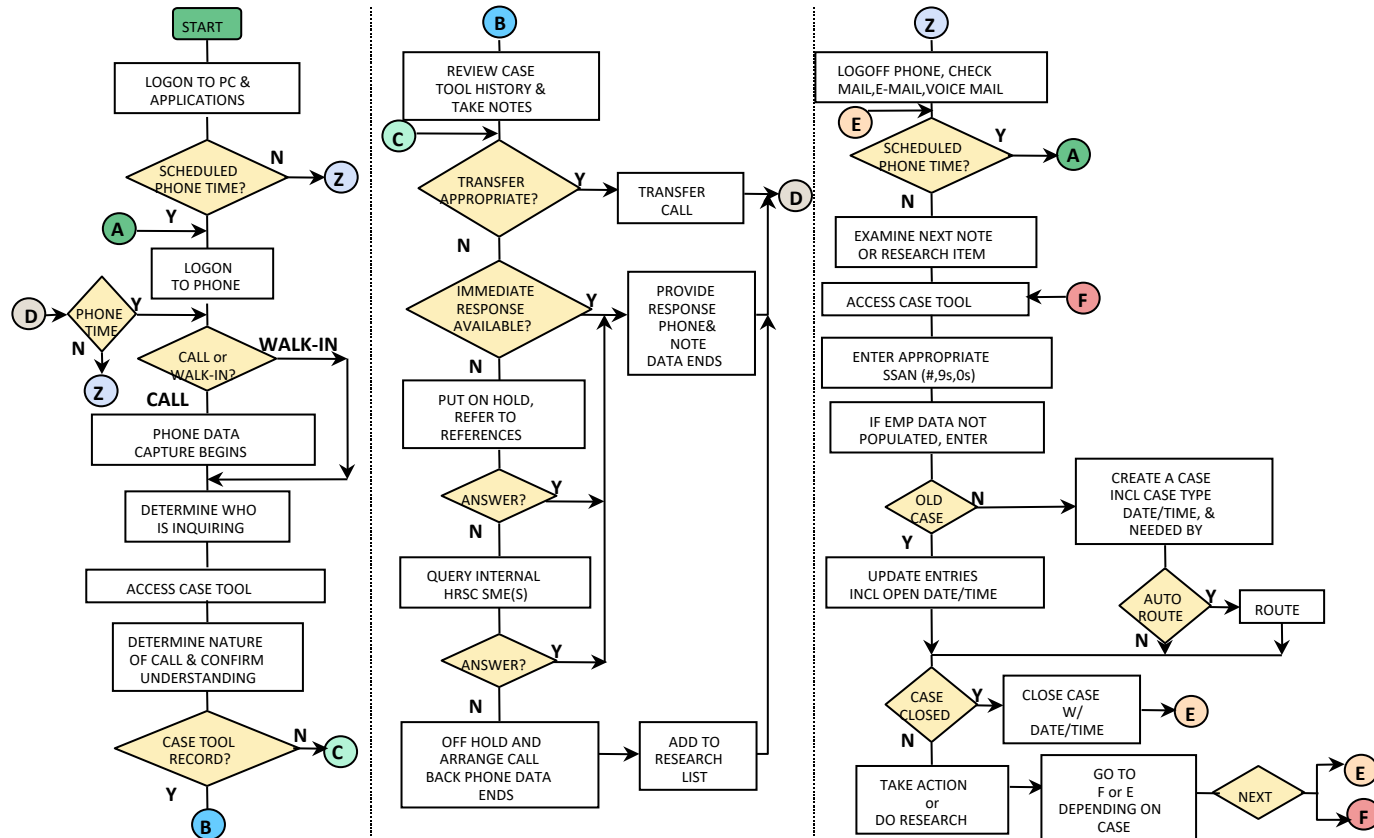 START
LOGON TO PC &
APPLICATIONS
SCHEDULED
PHONE TIME?
N
Z
Y
A
LOGON
TO PHONE
D
PHONE
TIME
Y
N
Z
CALL or
WALK-IN?
WALK-IN
CALL
PHONE DATA
CAPTURE BEGINS
DETERMINE WHO
IS INQUIRING
ACCESS CASE TOOL
DETERMINE NATURE
OF CALL & CONFIRM
UNDERSTANDING
CASE TOOL
RECORD?
N
C
Y
B
B
REVIEW CASE
TOOL HISTORY &
TAKE NOTES
C
TRANSFER
APPROPRIATE?
Y
TRANSFER
CALL
D
N
IMMEDIATE
RESPONSE
AVAILABLE?
Y
PROVIDE
RESPONSE
PHONE&
NOTE
DATA ENDS
N
PUT ON HOLD,
REFER TO
REFERENCES
ANSWER?
Y
N
QUERY INTERNAL
HRSC SME(S)
ANSWER?
Y
N
OFF HOLD AND
ARRANGE CALL
BACK PHONE DATA
ENDS
ADD TO
RESEARCH
LIST
Z
LOGOFF PHONE, CHECK
MAIL,E-MAIL,VOICE MAIL
E
SCHEDULED
PHONE TIME?
Y
A
N
EXAMINE NEXT NOTE
OR RESEARCH ITEM
ACCESS CASE TOOL
F
ENTER APPROPRIATE
SSAN (#,9s,0s)
IF EMP DATA NOT
POPULATED, ENTER
OLD
CASE
N
CREATE A CASE
INCL CASE TYPE
DATE/TIME, &
NEEDED BY
Y
UPDATE ENTRIES
INCL OPEN DATE/TIME
AUTO
ROUTE
Y
ROUTE
N
CASE
CLOSED
Y
CLOSE CASE
W/
DATE/TIME
E
N
TAKE ACTION
or
DO RESEARCH
GO TO
F or E
DEPENDING ON
CASE
NEXT
E
F